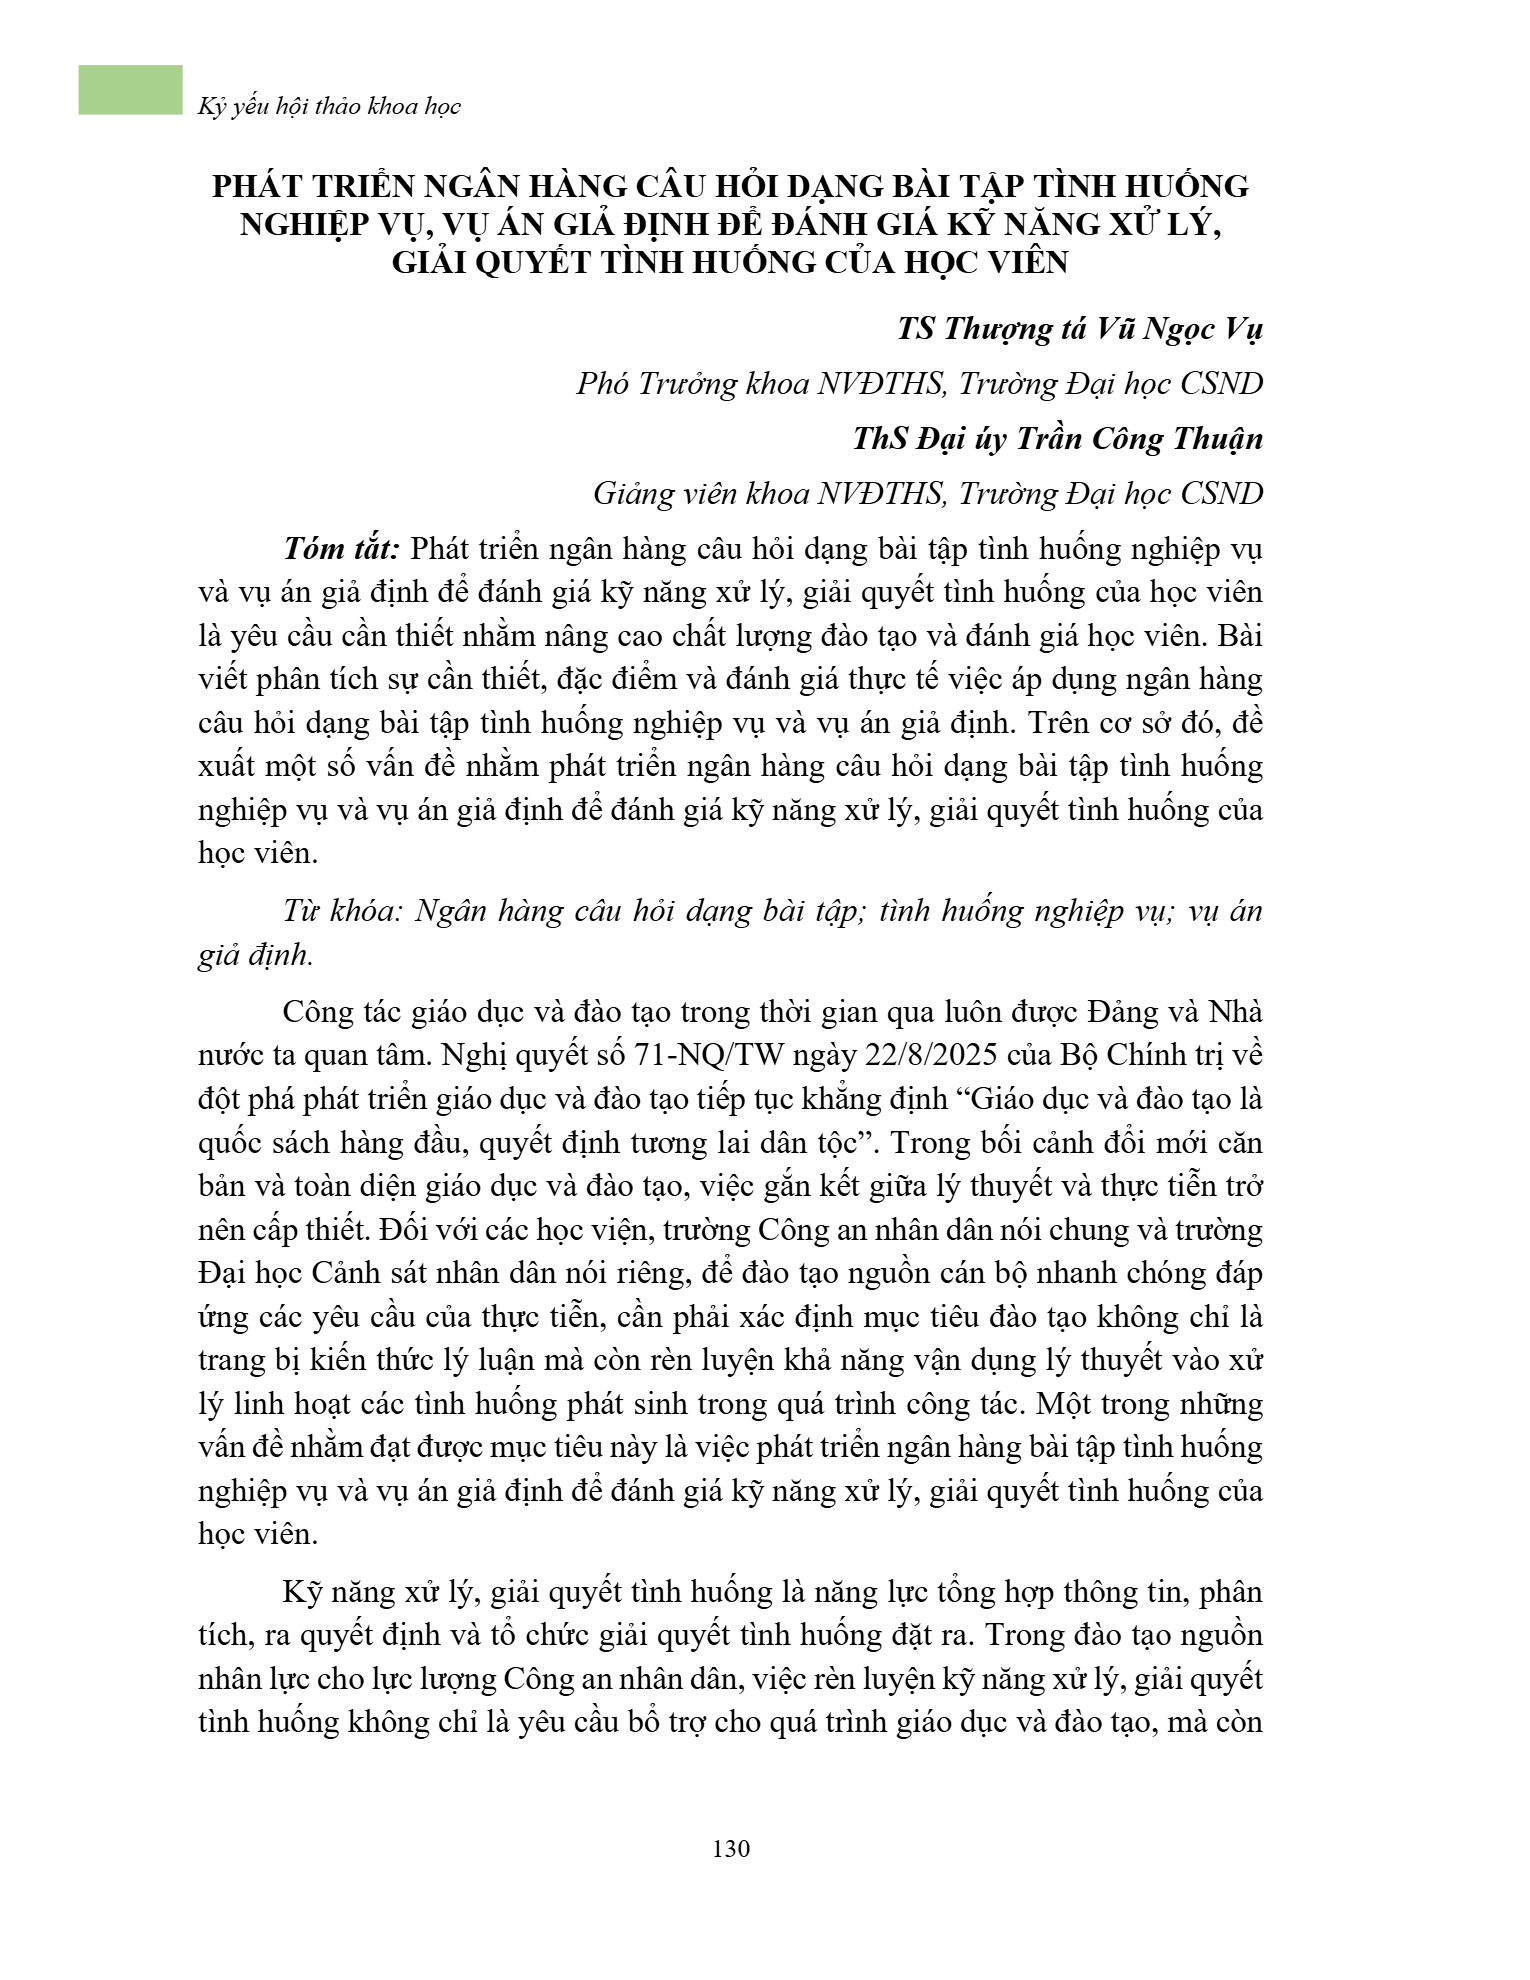 Kỷ yếu hội thảo khoa học
PHÁT TRIỂN NGÂN HÀNG CÂU HỎI DẠNG BÀI TẬP TÌNH HUỐNG
NGHIỆP VỤ, VỤ ÁN GIẢ ĐỊNH ĐỂ ĐÁNH GIÁ KỸ NĂNG XỬ LÝ,
GIẢI QUYẾT TÌNH HUỐNG CỦA HỌC VIÊN
TS Thượng tá Vũ Ngọc Vụ
Phó Trưởng khoa NVĐTHS, Trường Đại học CSND
ThS Đại úy Trần Công Thuận
Giảng viên khoa NVĐTHS, Trường Đại học CSND
Tóm tắt: Phát triển ngân hàng câu hỏi dạng bài tập tình huống nghiệp vụ
và vụ án giả định để đánh giá kỹ năng xử lý, giải quyết tình huống của học viên
là yêu cầu cần thiết nhằm nâng cao chất lượng đào tạo và đánh giá học viên. Bài
viết phân tích sự cần thiết, đặc điểm và đánh giá thực tế việc áp dụng ngân hàng
câu hỏi dạng bài tập tình huống nghiệp vụ và vụ án giả định. Trên cơ sở đó, đề
xuất một số vấn đề nhằm phát triển ngân hàng câu hỏi dạng bài tập tình huống
nghiệp vụ và vụ án giả định để đánh giá kỹ năng xử lý, giải quyết tình huống của
học viên.
Từ khóa: Ngân hàng câu hỏi dạng bài tập; tình huống nghiệp vụ; vụ án
giả định.
Công tác giáo dục và đào tạo trong thời gian qua luôn được Đảng và Nhà
nước ta quan tâm. Nghị quyết số 71-NQ/TW ngày 22/8/2025 của Bộ Chính trị về
đột phá phát triển giáo dục và đào tạo tiếp tục khẳng định “Giáo dục và đào tạo là
quốc sách hàng đầu, quyết định tương lai dân tộc”. Trong bối cảnh đổi mới căn
bản và toàn diện giáo dục và đào tạo, việc gắn kết giữa lý thuyết và thực tiễn trở
nên cấp thiết. Đối với các học viện, trường Công an nhân dân nói chung và trường
Đại học Cảnh sát nhân dân nói riêng, để đào tạo nguồn cán bộ nhanh chóng đáp
ứng các yêu cầu của thực tiễn, cần phải xác định mục tiêu đào tạo không chỉ là
trang bị kiến thức lý luận mà còn rèn luyện khả năng vận dụng lý thuyết vào xử
lý linh hoạt các tình huống phát sinh trong quá trình công tác. Một trong những
vấn đề nhằm đạt được mục tiêu này là việc phát triển ngân hàng bài tập tình huống
nghiệp vụ và vụ án giả định để đánh giá kỹ năng xử lý, giải quyết tình huống của
học viên.
Kỹ năng xử lý, giải quyết tình huống là năng lực tổng hợp thông tin, phân
tích, ra quyết định và tổ chức giải quyết tình huống đặt ra. Trong đào tạo nguồn
nhân lực cho lực lượng Công an nhân dân, việc rèn luyện kỹ năng xử lý, giải quyết
tình huống không chỉ là yêu cầu bổ trợ cho quá trình giáo dục và đào tạo, mà còn
130